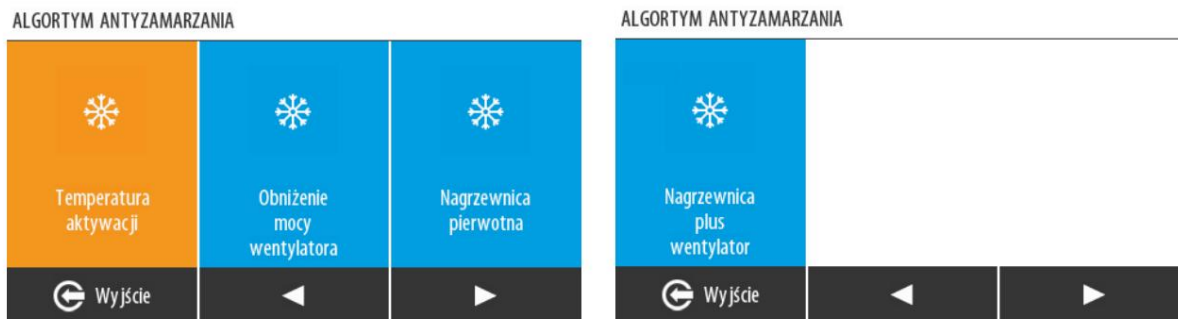 ALGORTYM ANTYZAMARZANIA
Temperatura
aktywacji
Obniżenie
mocy
wentylatora
Nagrzewnica
pierwotna
Wyjście
ALGORTYM ANTYZAMARZANIA
Nagrzewnica
plus
wentylator
Wyjście